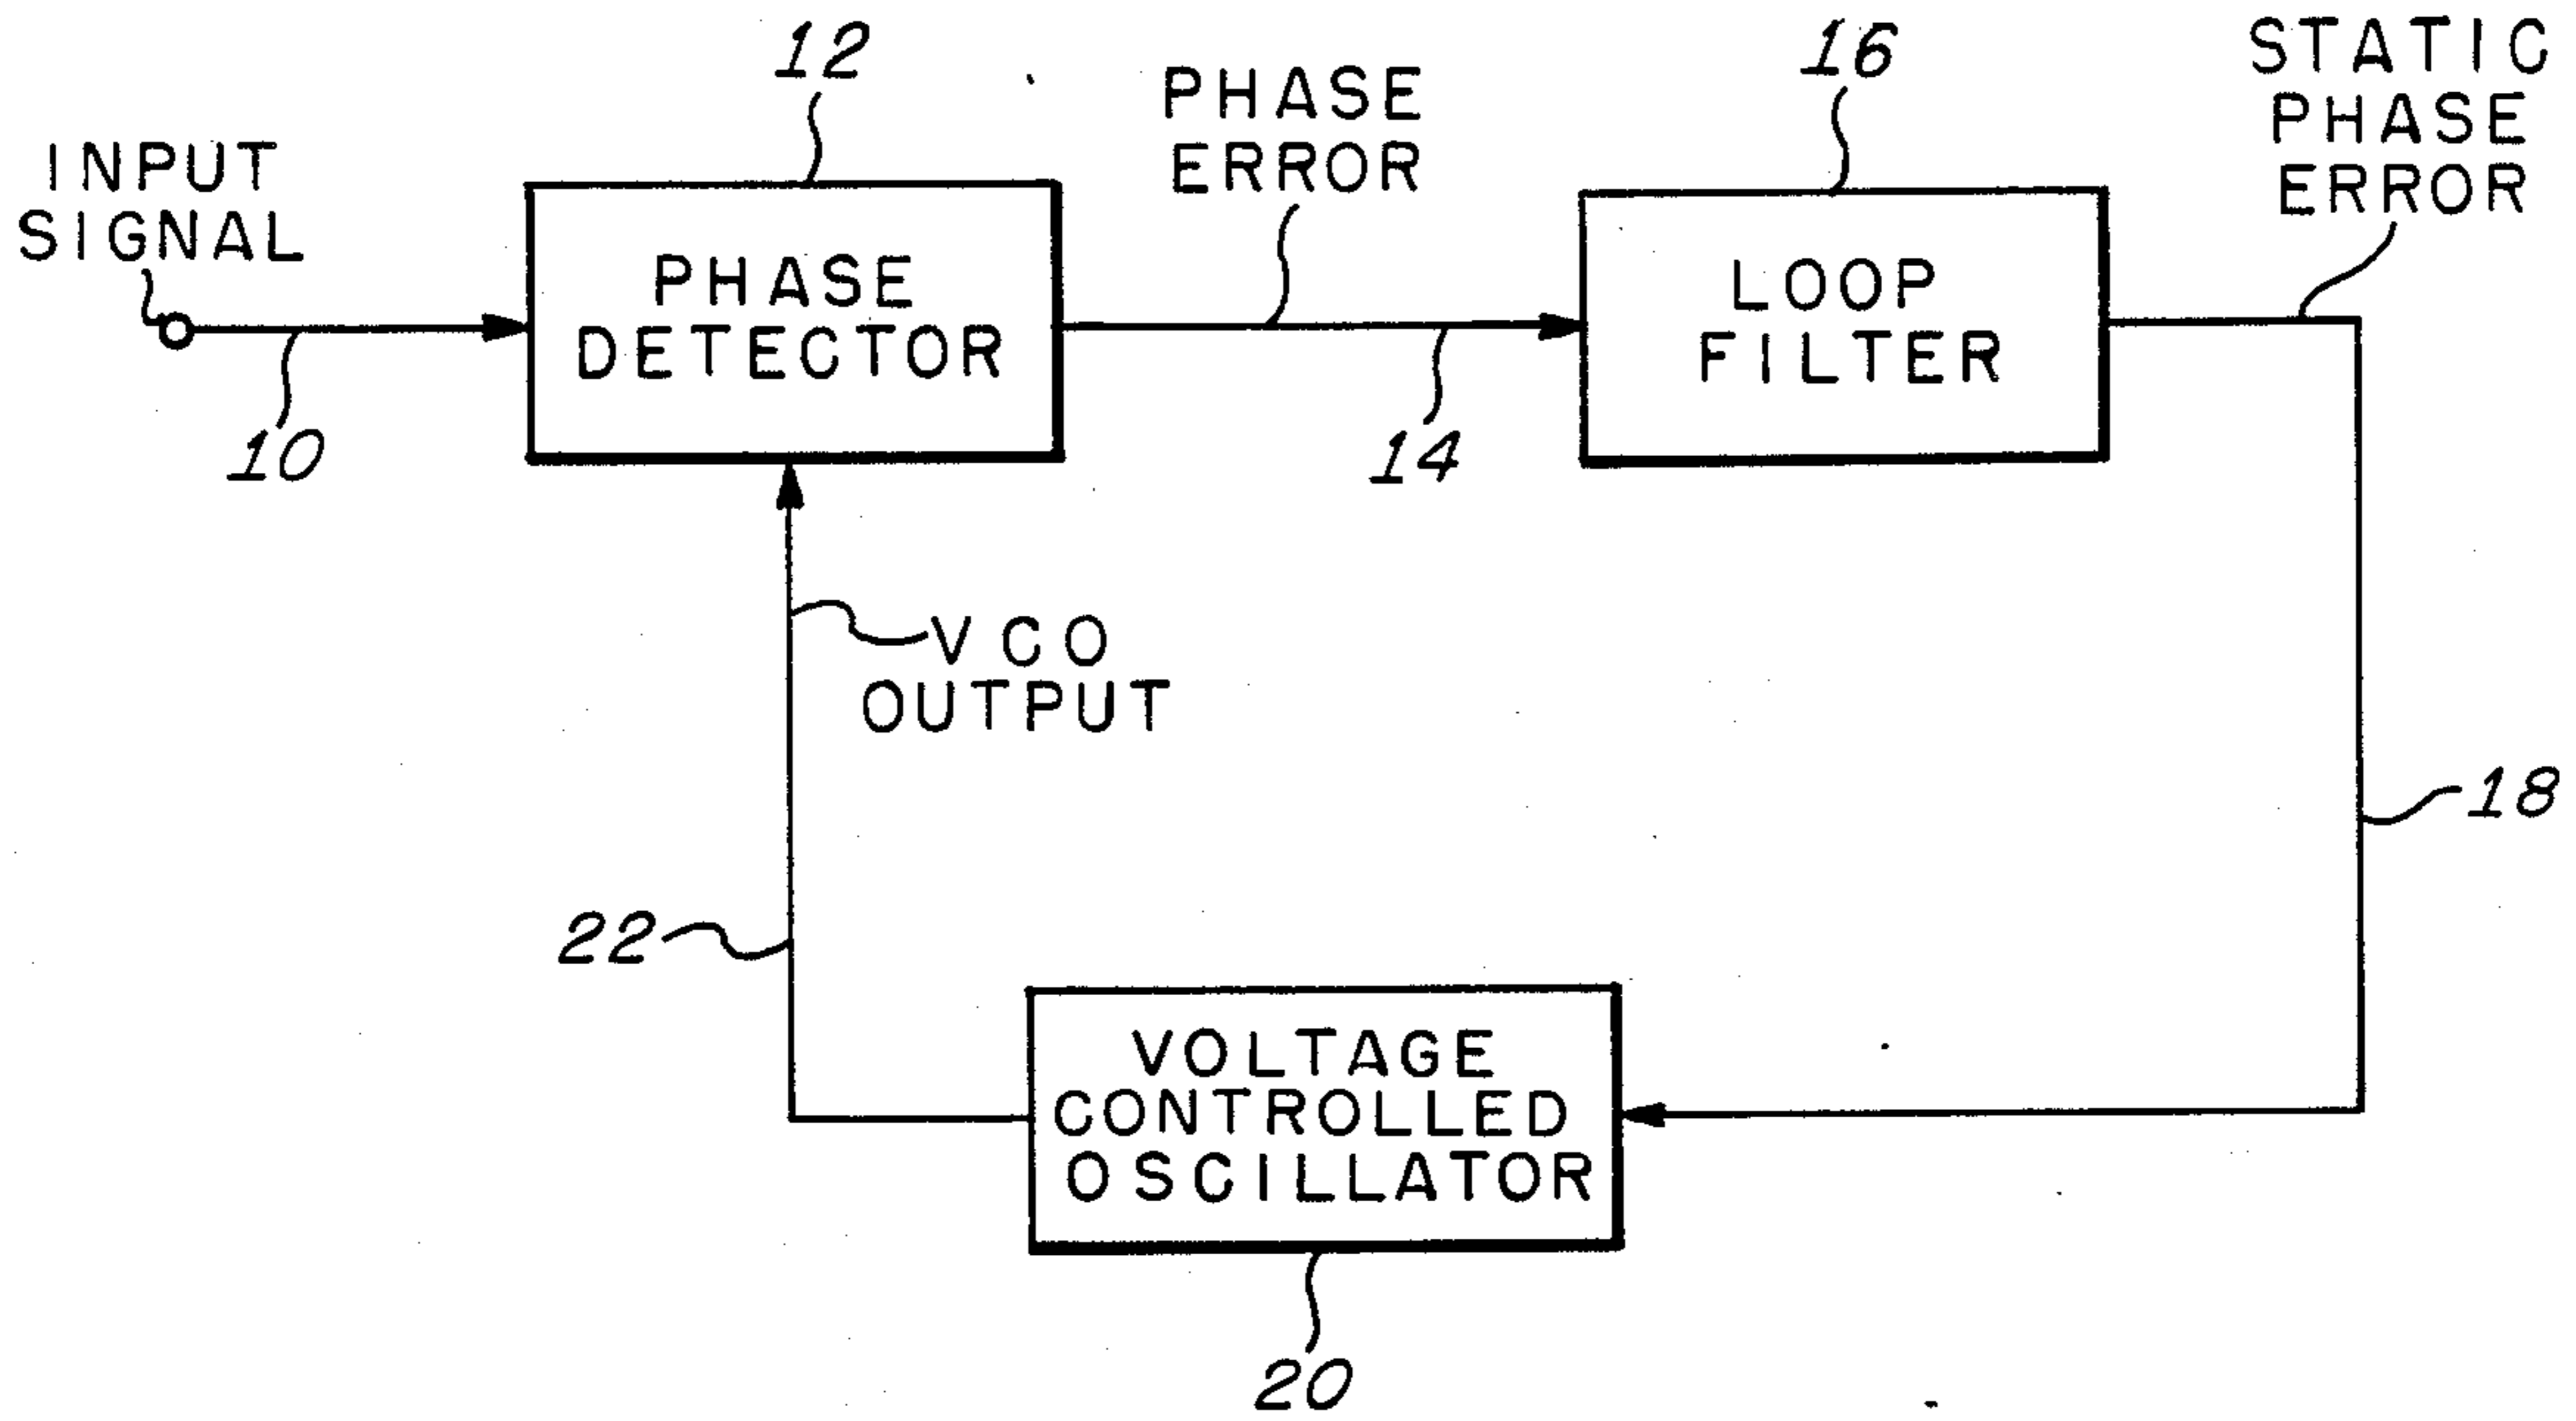 12
16
STATIC
PHASE
ERROR
PHASE
ERROR
INPUT
SIGNAL
PHASE
DETECTOR
LOOP
FILTER
10
14
VCO
OUTPUT
18
22
VOLTAGE
CONTROLLED
OSCILLATOR
20